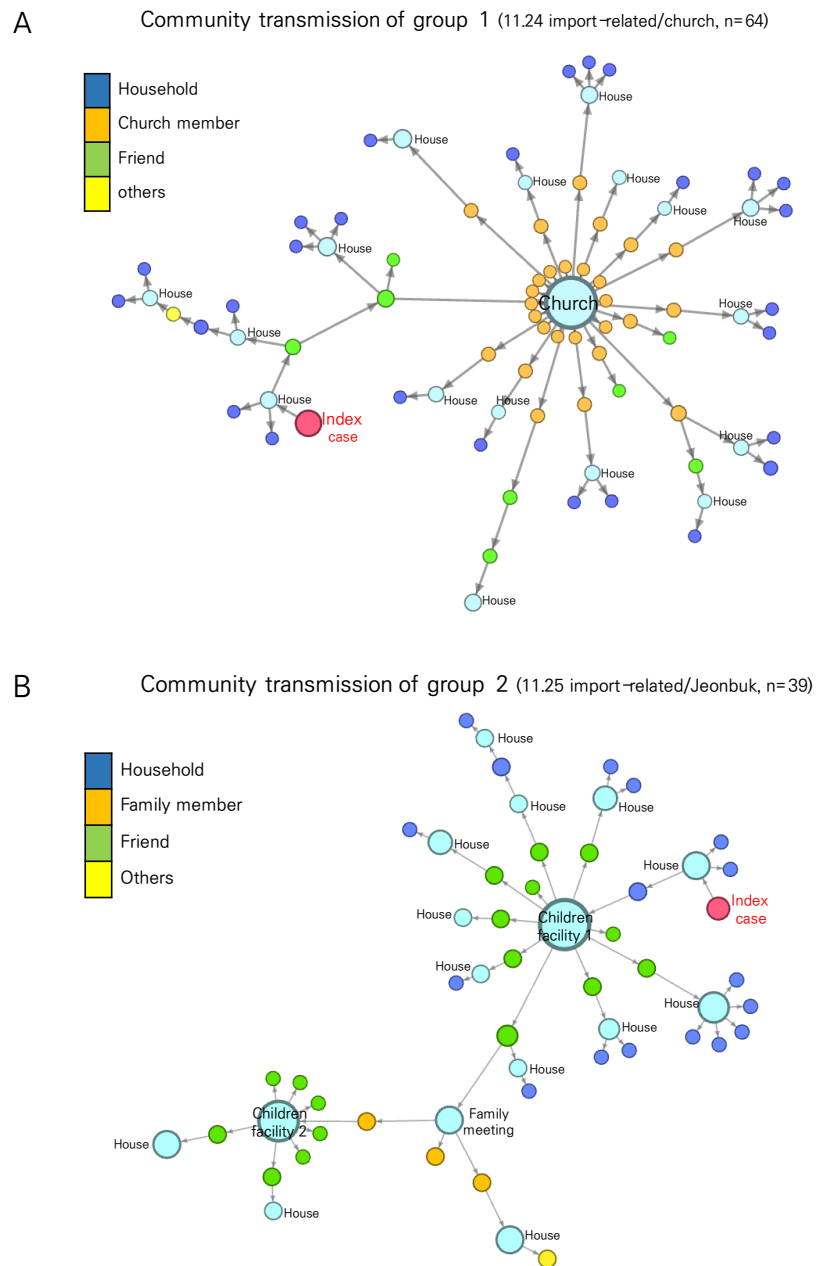 A
Community transmission of group 1 (11.24 import-related/church, n=64)
Household
Church member
Friend
others
House
House
House
House
House
House
House
House
House
House
Church
House
House
House
House
House
Index
case
House
House
House
B
Community transmission of group 2 (11.25 import-related/Jeonbuk, n=39)
Household
Family member
Friend
Others
House
House
House
House
House
Index
case
House
Children
facility 1
House
House
House
House
Children
facility 2
Family
meeting
House
House
House